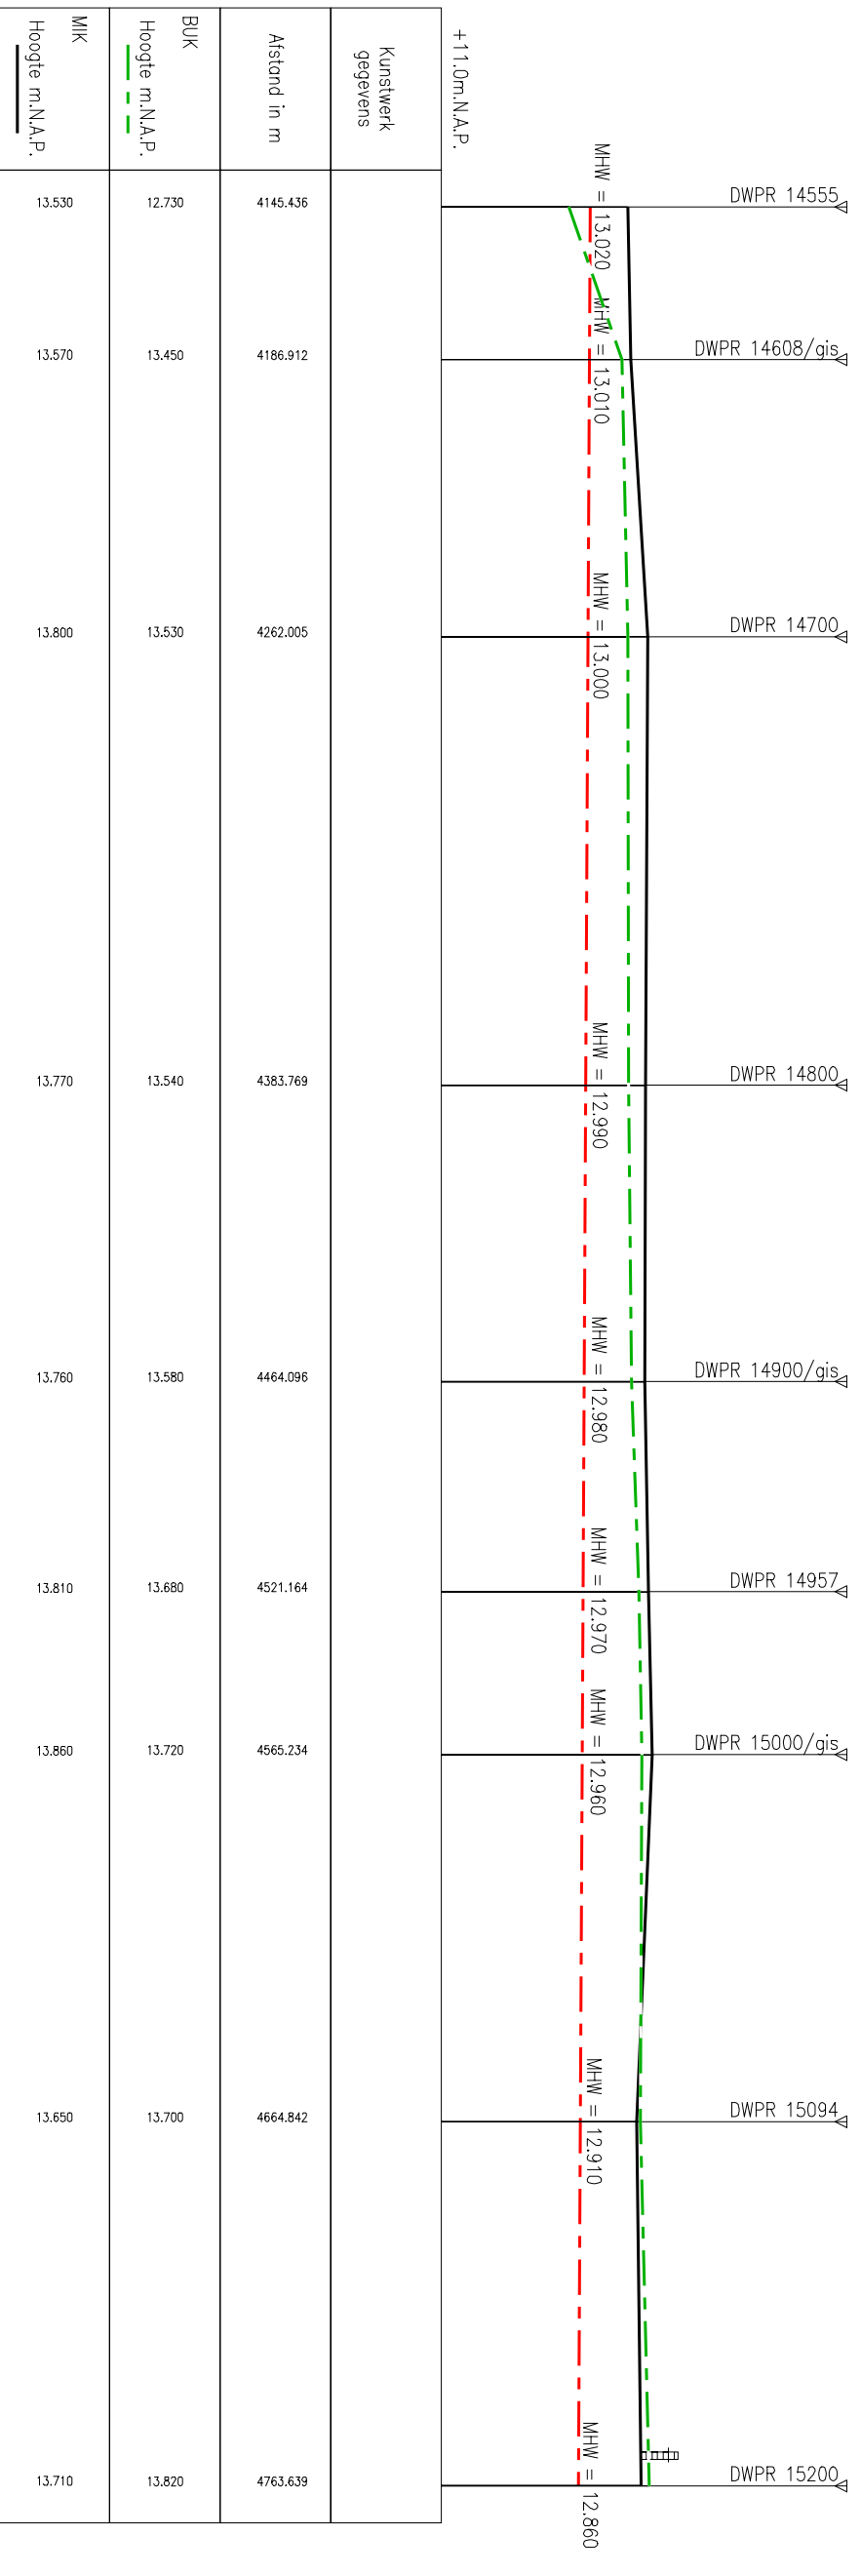 DWPR 14555
DWPR 14608/gis
DWPR 14700
DWPR 14800
DWPR 14900/gis
DWPR 14957
DWPR 15000/gis
DWPR 15094
DWPR 15200
MHW = 13.020
MHW = 13.010
MHW = 13.000
MHW = 12.990
MHW = 12.980
MHW = 12.970
MHW = 12.960
MHW = 12.910
MHW = 12.860
+11.0m.N.A.P.
Kunstwerk
gegevens
Afstand in m
4145.436
4186.912
4262.005
4383.769
4464.096
4521.164
4565.234
4664.842
4763.639
BUK
Hoogte m.N.A.P.
12.730
13.450
13.530
13.540
13.580
13.680
13.720
13.700
13.820
MIK
Hoogte m.N.A.P.
13.530
13.570
13.800
13.770
13.760
13.810
13.860
13.650
13.710